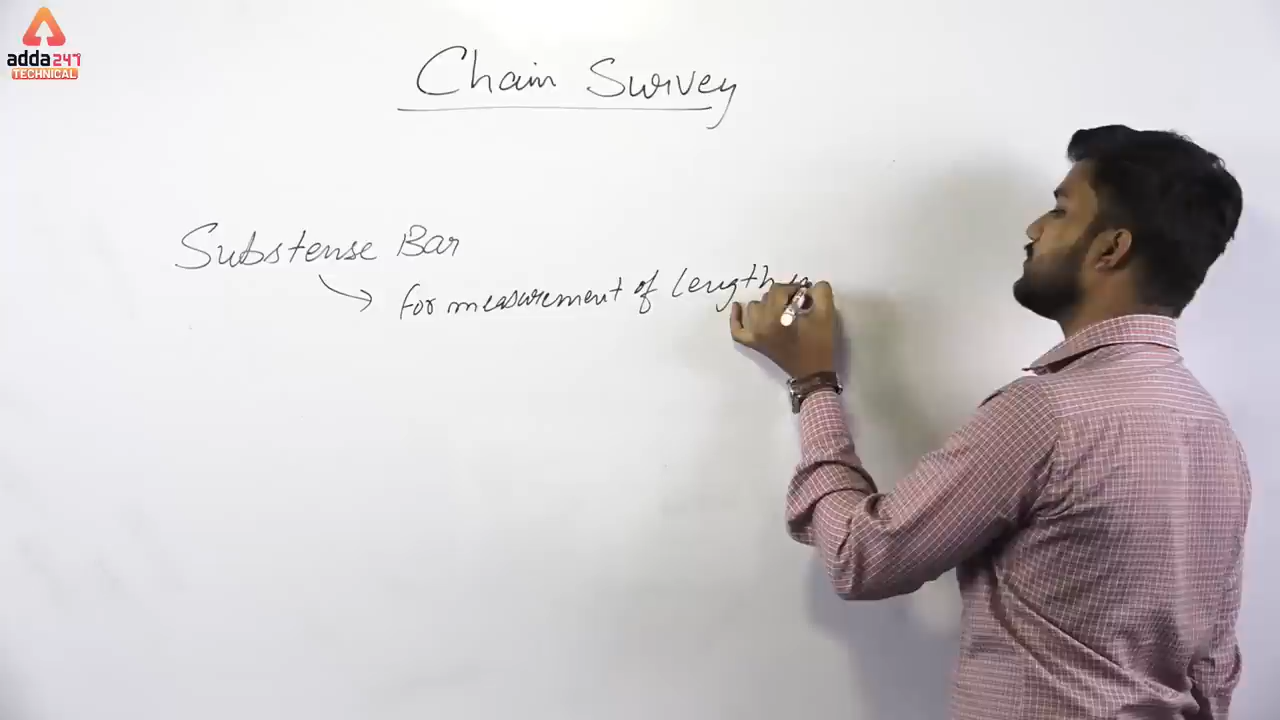 adda247
TECHNICAL
Chain Survey
Substense Bar
for measurement of length